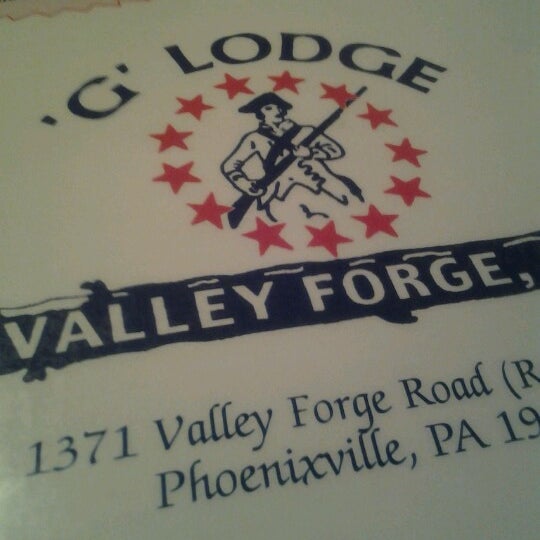 'G' LODGE
VALLEY FORGE,
1371 Valley Forge Road (R
Phoenixville, PA 19